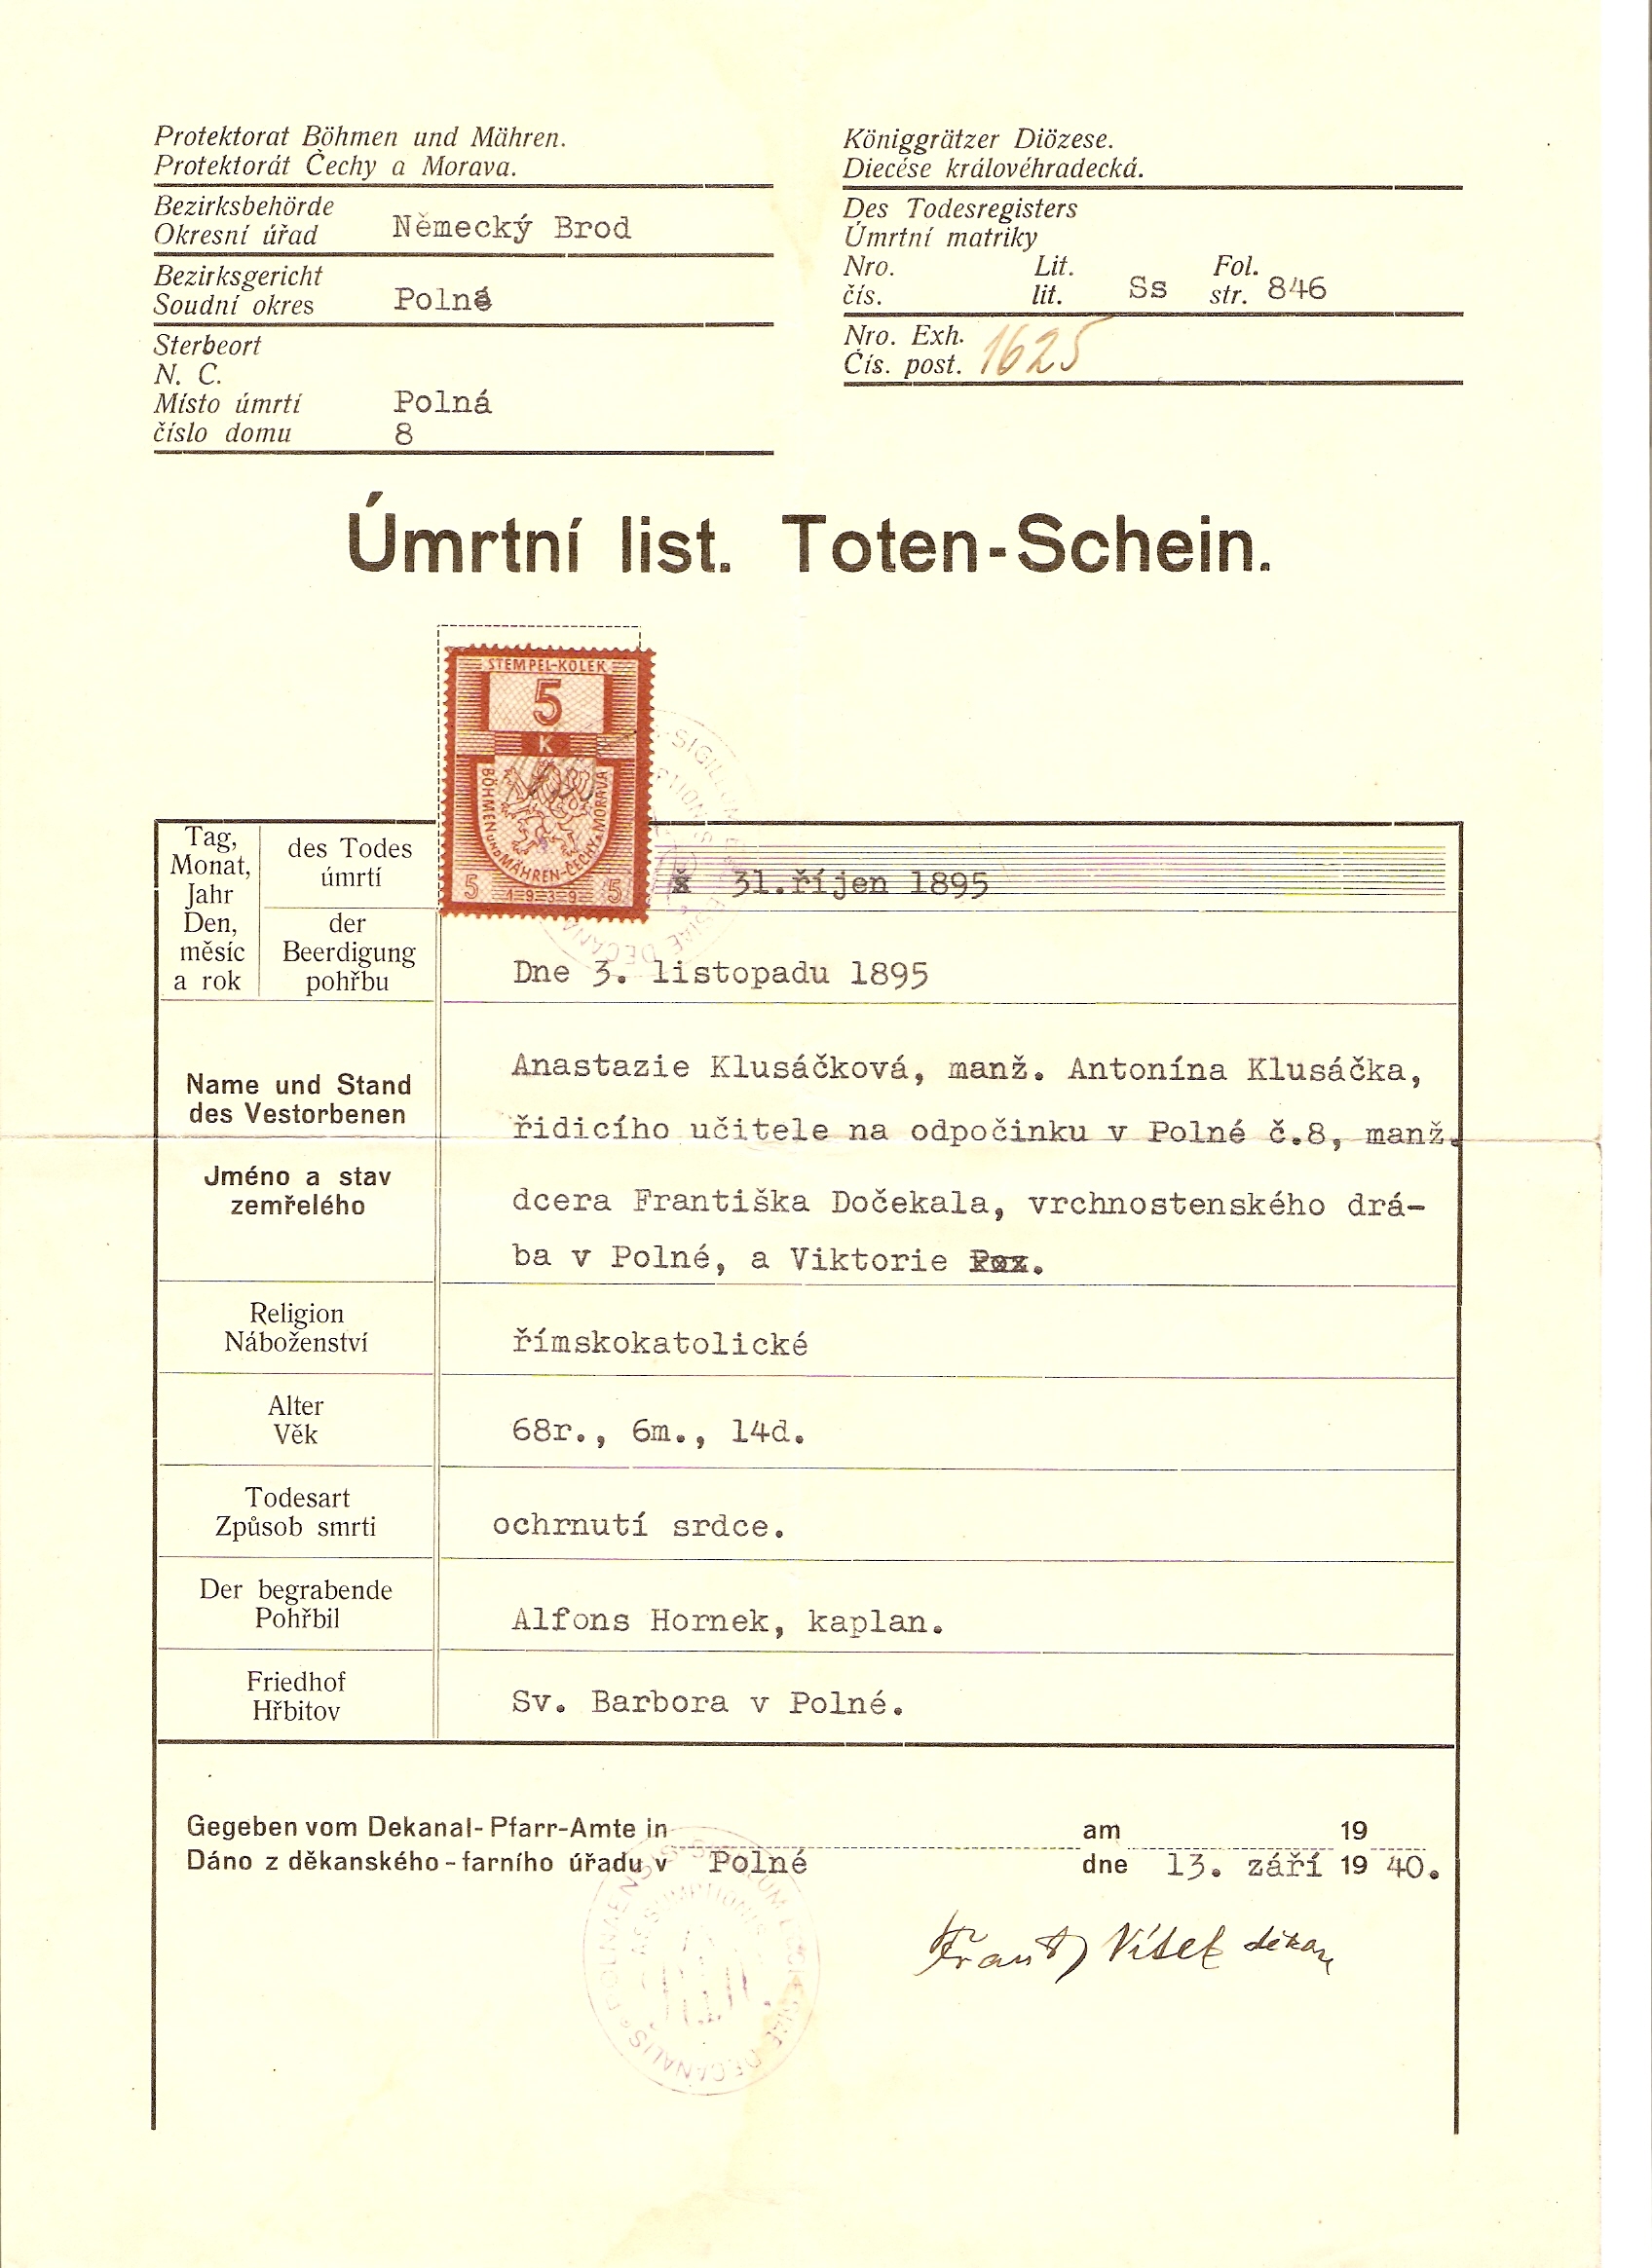 Protektorat Böhmen und Mähren.
Protektorát Čechy a Morava.
Bezirksbehörde
Okresní úřad Německý Brod
Bezirksgericht
Soudní okres Polná
Sterbeort
N. C.
Místo úmrtí Polná
číslo domu 8
Königgrätzer Diözese.
Diecése královéhradecká.
Des Todesregisters
Úmrtní matriky
Nro. Lit. Fol.
čís. lit. Ss str. 846
Nro. Exh.
Čís. post. 1625
Úmrtní list. Toten-Schein.
STEMPEL-KOLEK
5
K
BÖHMEN UND MÄHREN-ČECHY A MORAVA
5 1939 5
Tag,
Monat,
Jahr
Den,
měsíc
a rok
des Todes
úmrtí
31.říjen 1895
der
Beerdigung
pohřbu
Dne 3. listopadu 1895
Name und Stand
des Vestorbenen
Jméno a stav
zemřelého
Anastazie Klusáčková, manž. Antonína Klusáčka,
řidicího učitele na odpočinku v Polné č.8, manž.
dcera Františka Dočekala, vrchnostenského drá-
ba v Polné, a Viktorie
Religion
Náboženství
římskokatolické
Alter
Věk
68r., 6m., 14d.
Todesart
Způsob smrti
ochrnutí srdce.
Der begrabende
Pohřbil
Alfons Hornek, kaplan.
Friedhof
Hřbitov
Sv. Barbora v Polné.
Gegeben vom Dekanal-Pfarr-Amte in am 19
Dáno z děkanského-farního úřadu v Polné dne 13. září 19 40.
Frant. Víšek děkan
SIGILLUM ECCLESIAE DECANALIS POLNAENSIS